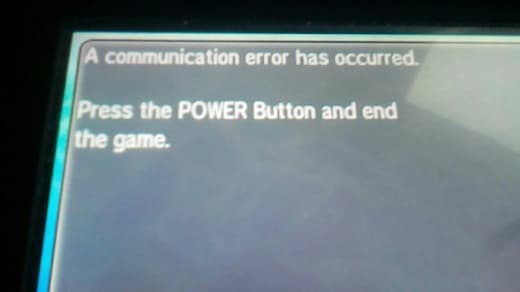 A communication error has occurred.
Press the POWER Button and end
the game.